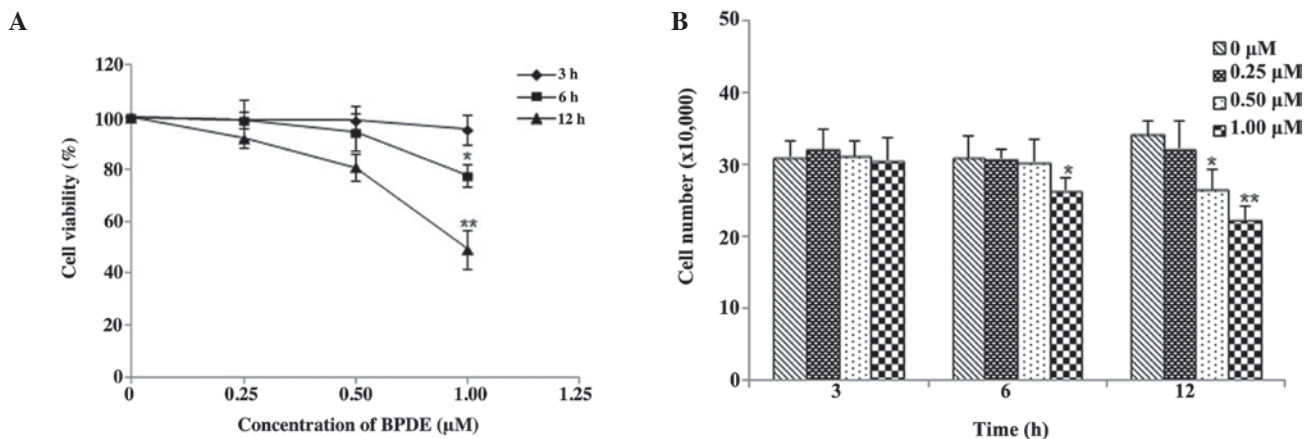 A
120
100
80
60
40
20
0
Cell viability (%)
3 h
6 h
12 h
*
**
0 0.25 0.50 1.00 1.25
Concentration of BPDE (µM)
B
50
40
30
20
10
0
Cell number (x10,000)
0 µM
0.25 µM
0.50 µM
1.00 µM
*
*
**
3 6 12
Time (h)